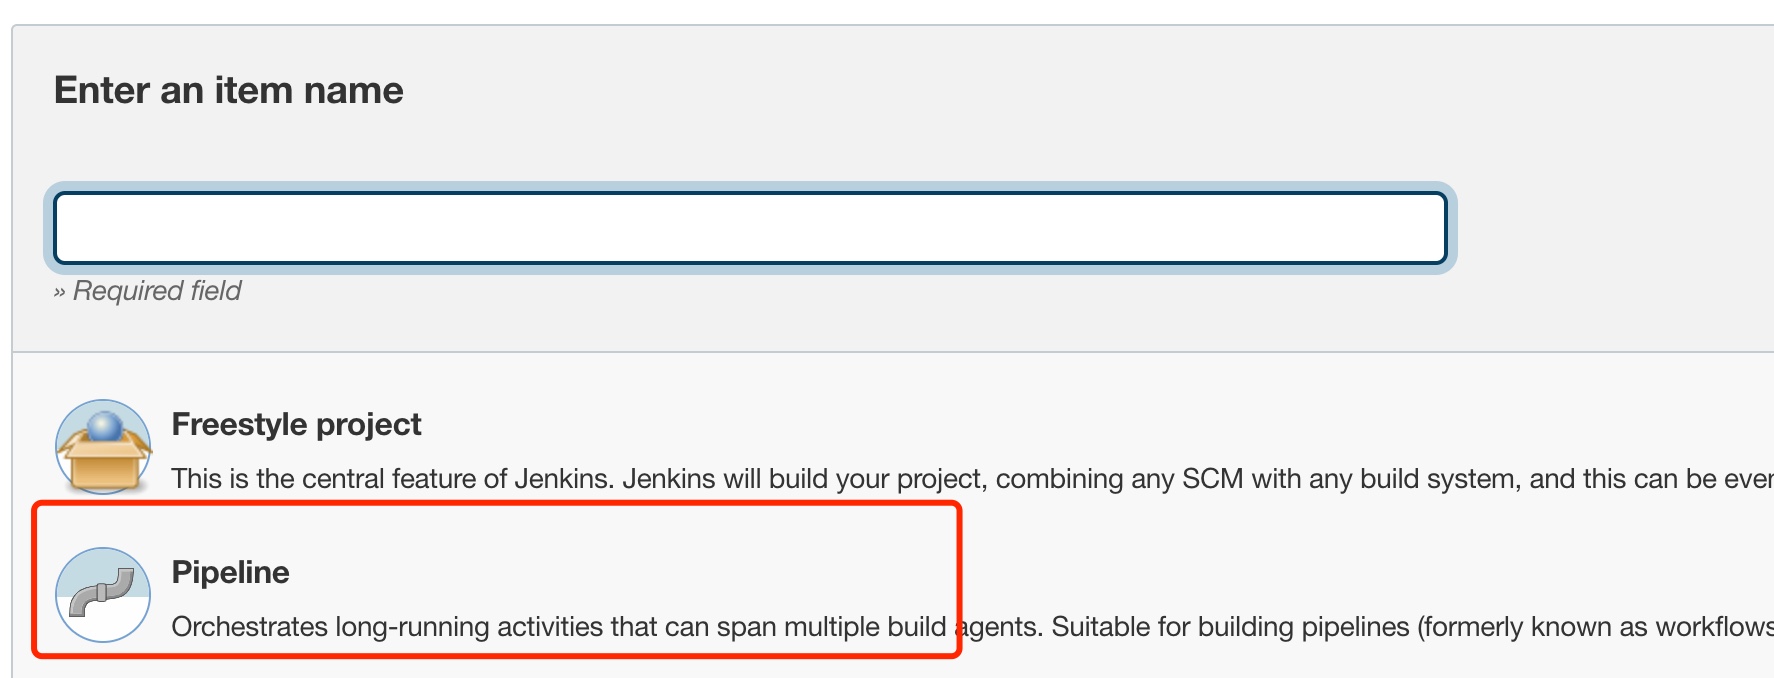 Enter an item name
» Required field
Freestyle project
This is the central feature of Jenkins. Jenkins will build your project, combining any SCM with any build system, and this can be ever
Pipeline
Orchestrates long-running activities that can span multiple build agents. Suitable for building pipelines (formerly known as workflows